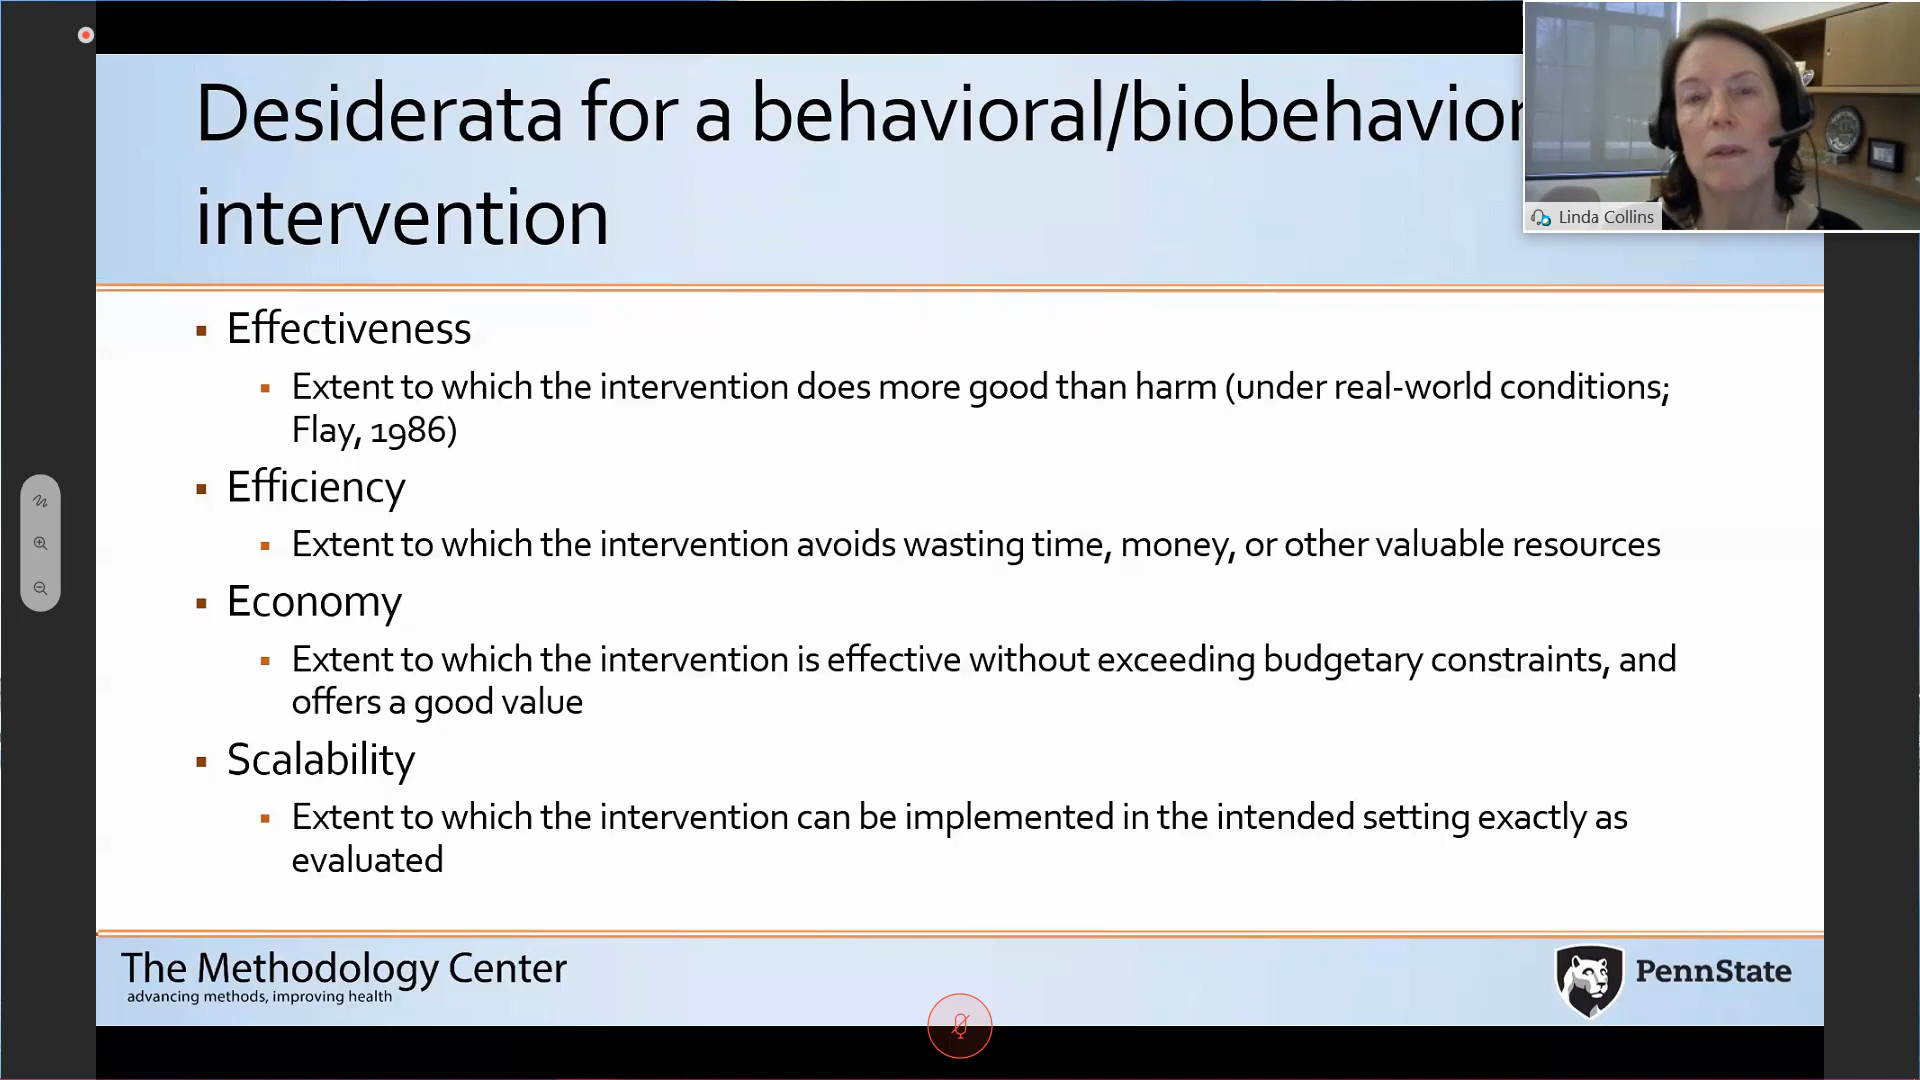 Desiderata for a behavioral/biobehavior
intervention
Linda Collins
▪ Effectiveness
▪ Extent to which the intervention does more good than harm (under real-world conditions;
Flay, 1986)
▪ Efficiency
▪ Extent to which the intervention avoids wasting time, money, or other valuable resources
▪ Economy
▪ Extent to which the intervention is effective without exceeding budgetary constraints, and
offers a good value
▪ Scalability
▪ Extent to which the intervention can be implemented in the intended setting exactly as
evaluated
The Methodology Center
advancing methods, improving health
PennState